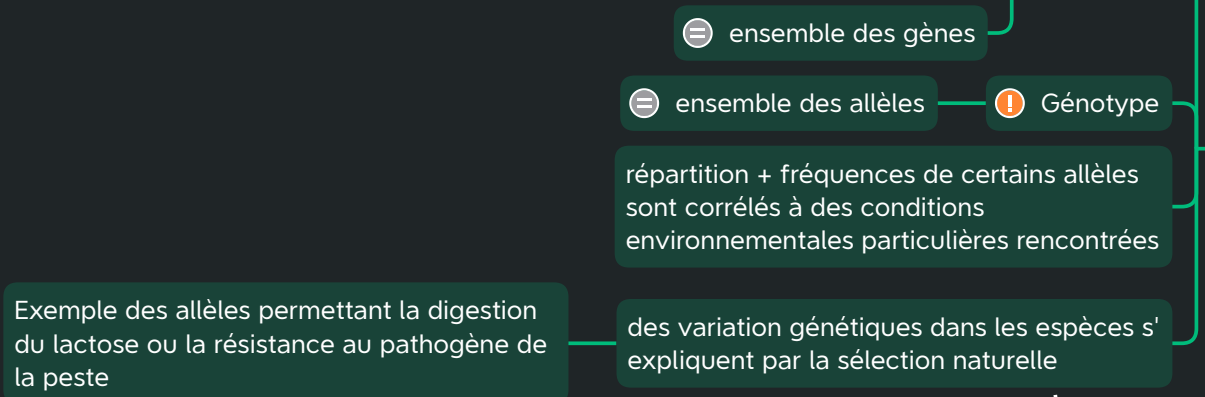 ensemble des gènes
ensemble des allèles
Génotype
répartition + fréquences de certains allèles
sont corrélés à des conditions
environnementales particulières rencontrées
Exemple des allèles permettant la digestion
du lactose ou la résistance au pathogène de
la peste
des variation génétiques dans les espèces s'
expliquent par la sélection naturelle